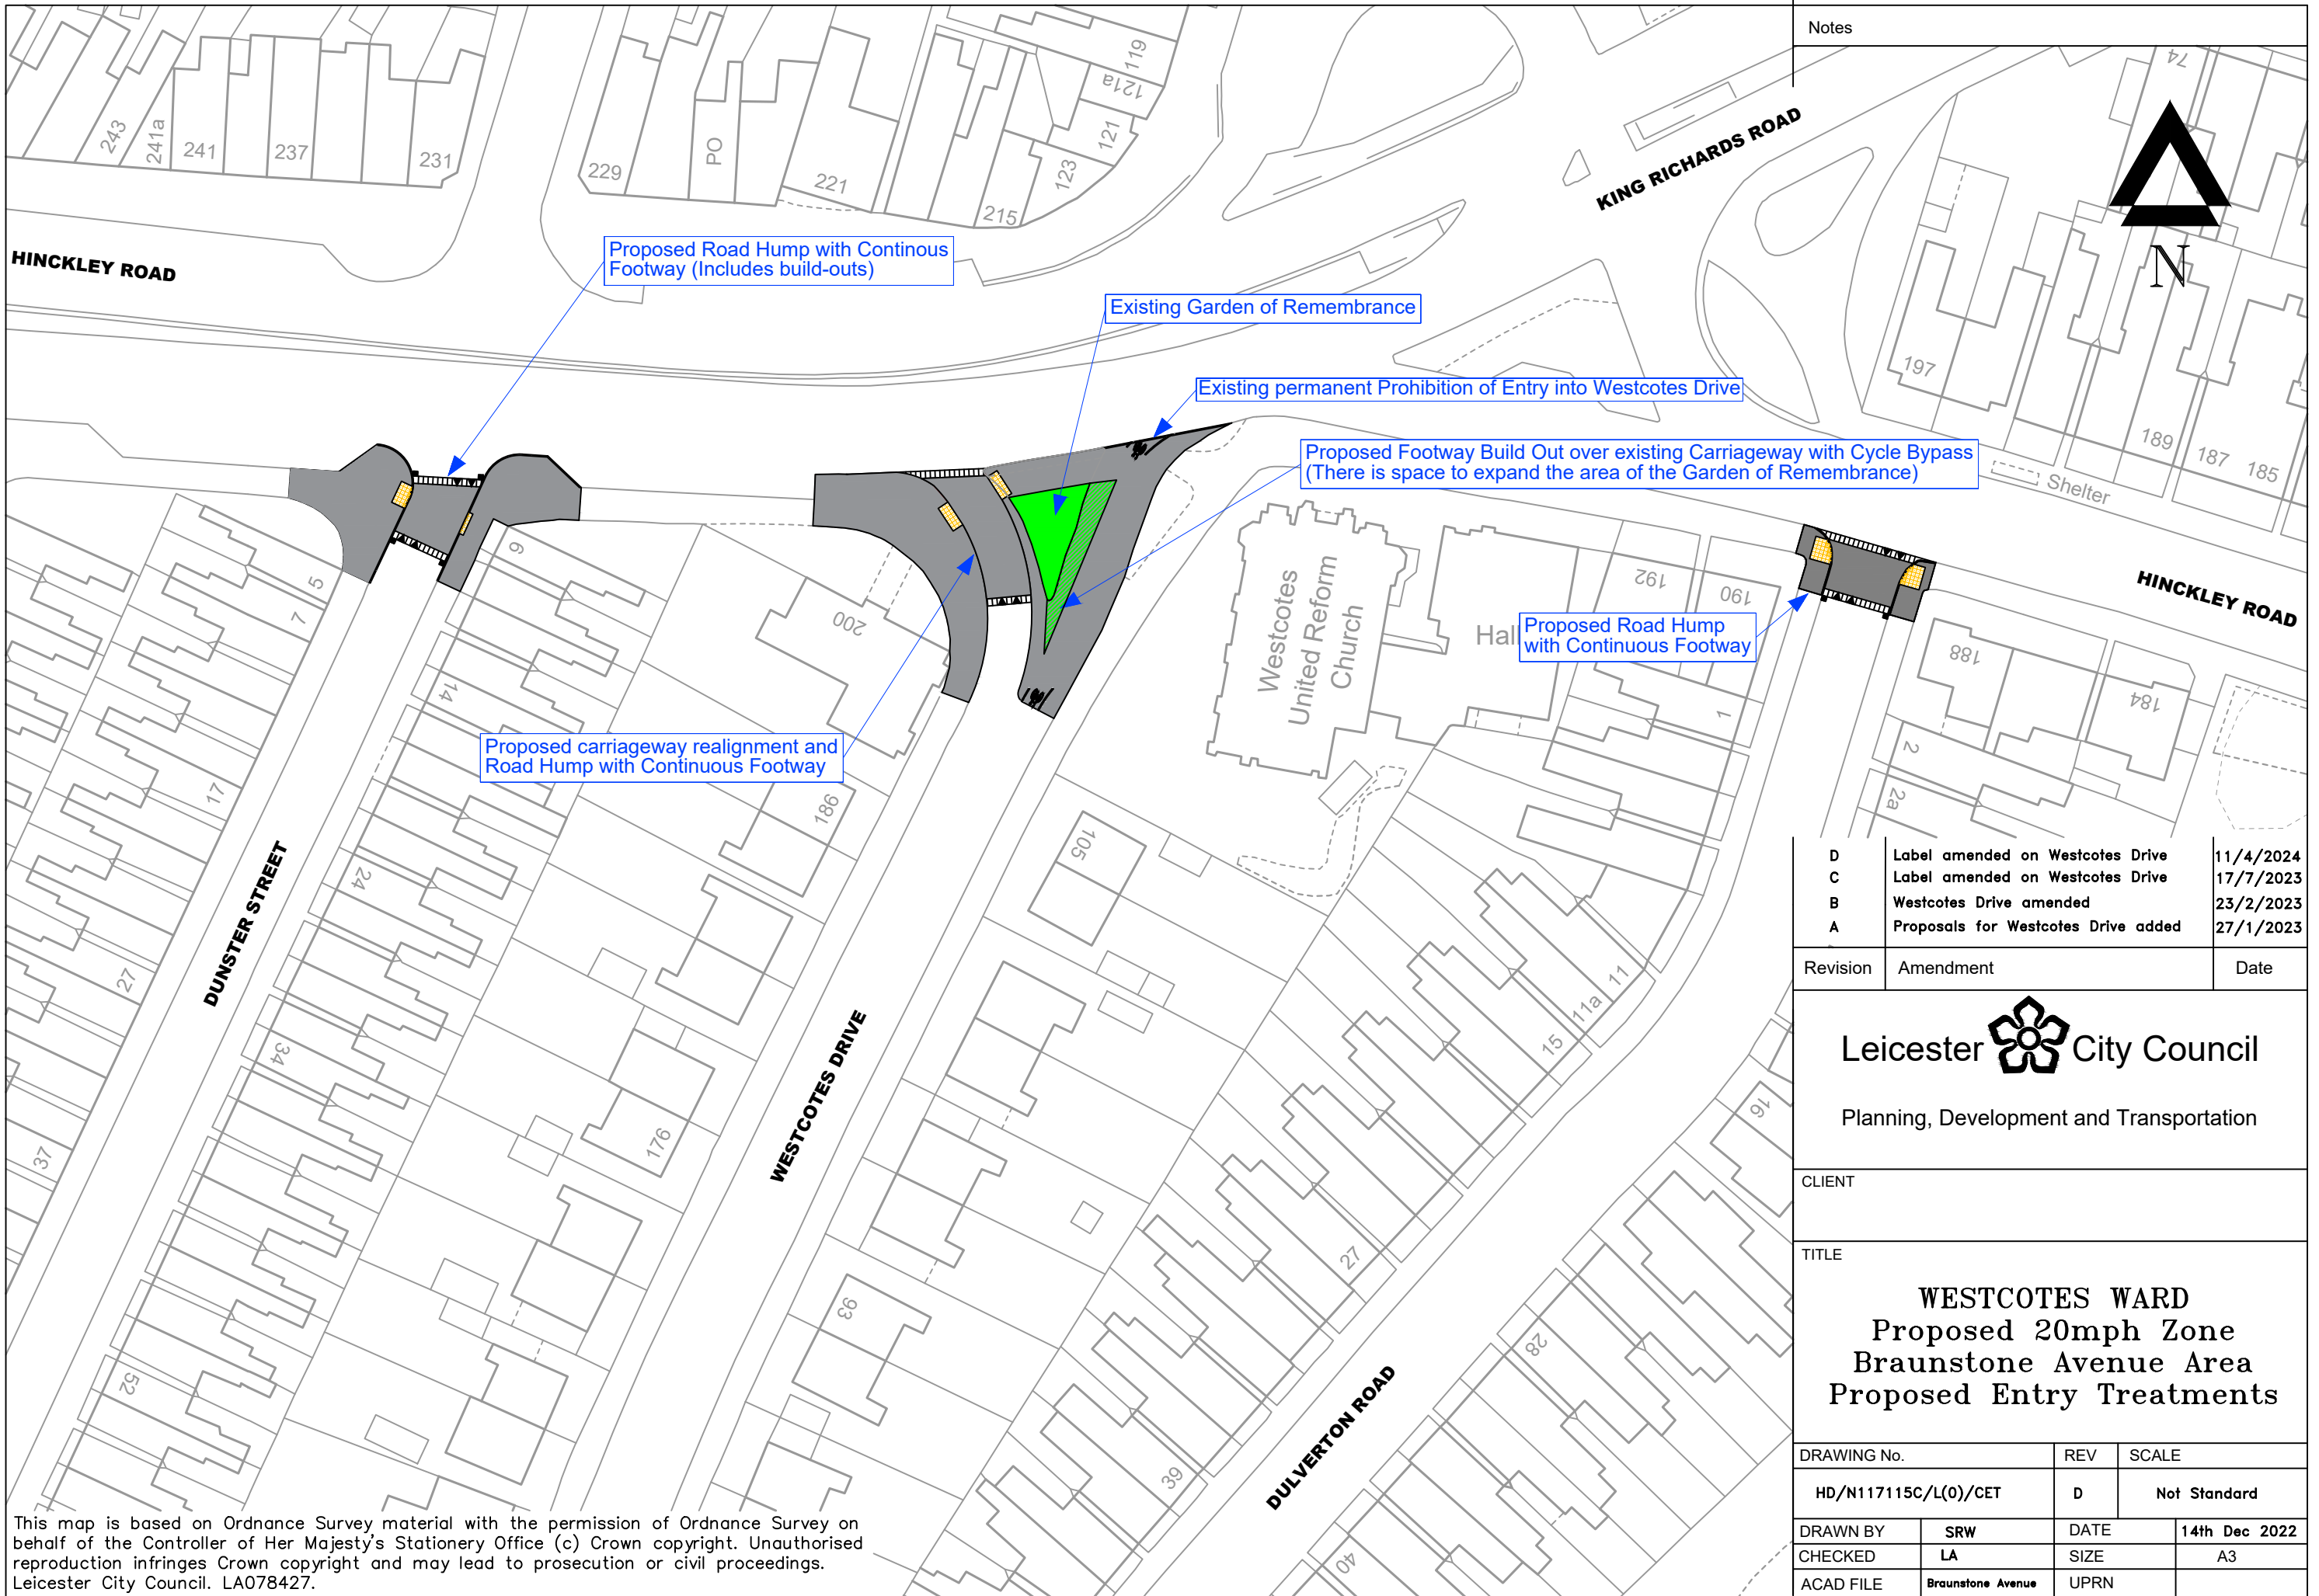 Notes
74
119
121a
121
123
243
241a
241
237
231
229
PO
221
215
KING RICHARDS ROAD
N
HINCKLEY ROAD
Proposed Road Hump with Continous
Footway (Includes build-outs)
Existing Garden of Remembrance
Existing permanent Prohibition of Entry into Westcotes Drive
Proposed Footway Build Out over existing Carriageway with Cycle Bypass
(There is space to expand the area of the Garden of Remembrance)
197
189
187
185
Shelter
HINCKLEY ROAD
Westcotes
United Reform
Church
Hall
192
190
Proposed Road Hump
with Continuous Footway
188
184
1
2
2a
5
7
6
14
17
24
27
34
37
52
200
Proposed carriageway realignment and
Road Hump with Continuous Footway
186
176
105
93
11
11a
15
16
27
28
39
40
DUNSTER STREET
WESTCOTES DRIVE
DULVERTON ROAD
D Label amended on Westcotes Drive 11/4/2024
C Label amended on Westcotes Drive 17/7/2023
B Westcotes Drive amended 23/2/2023
A Proposals for Westcotes Drive added 27/1/2023
Revision Amendment Date
Leicester City Council
Planning, Development and Transportation
CLIENT
TITLE
WESTCOTES WARD
Proposed 20mph Zone
Braunstone Avenue Area
Proposed Entry Treatments
DRAWING No. REV SCALE
HD/N117115C/L(0)/CET D Not Standard
DRAWN BY SRW DATE 14th Dec 2022
CHECKED LA SIZE A3
ACAD FILE Braunstone Avenue UPRN
This map is based on Ordnance Survey material with the permission of Ordnance Survey on
behalf of the Controller of Her Majesty's Stationery Office (c) Crown copyright. Unauthorised
reproduction infringes Crown copyright and may lead to prosecution or civil proceedings.
Leicester City Council. LA078427.